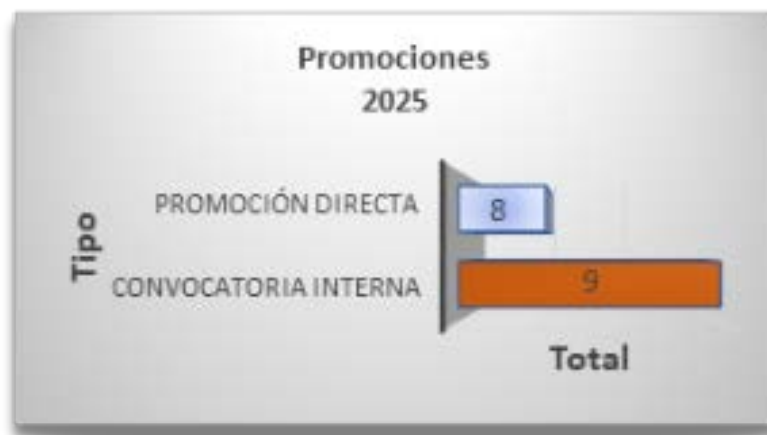 Promociones
2025
Tipo
PROMOCIÓN DIRECTA
8
CONVOCATORIA INTERNA
9
Total